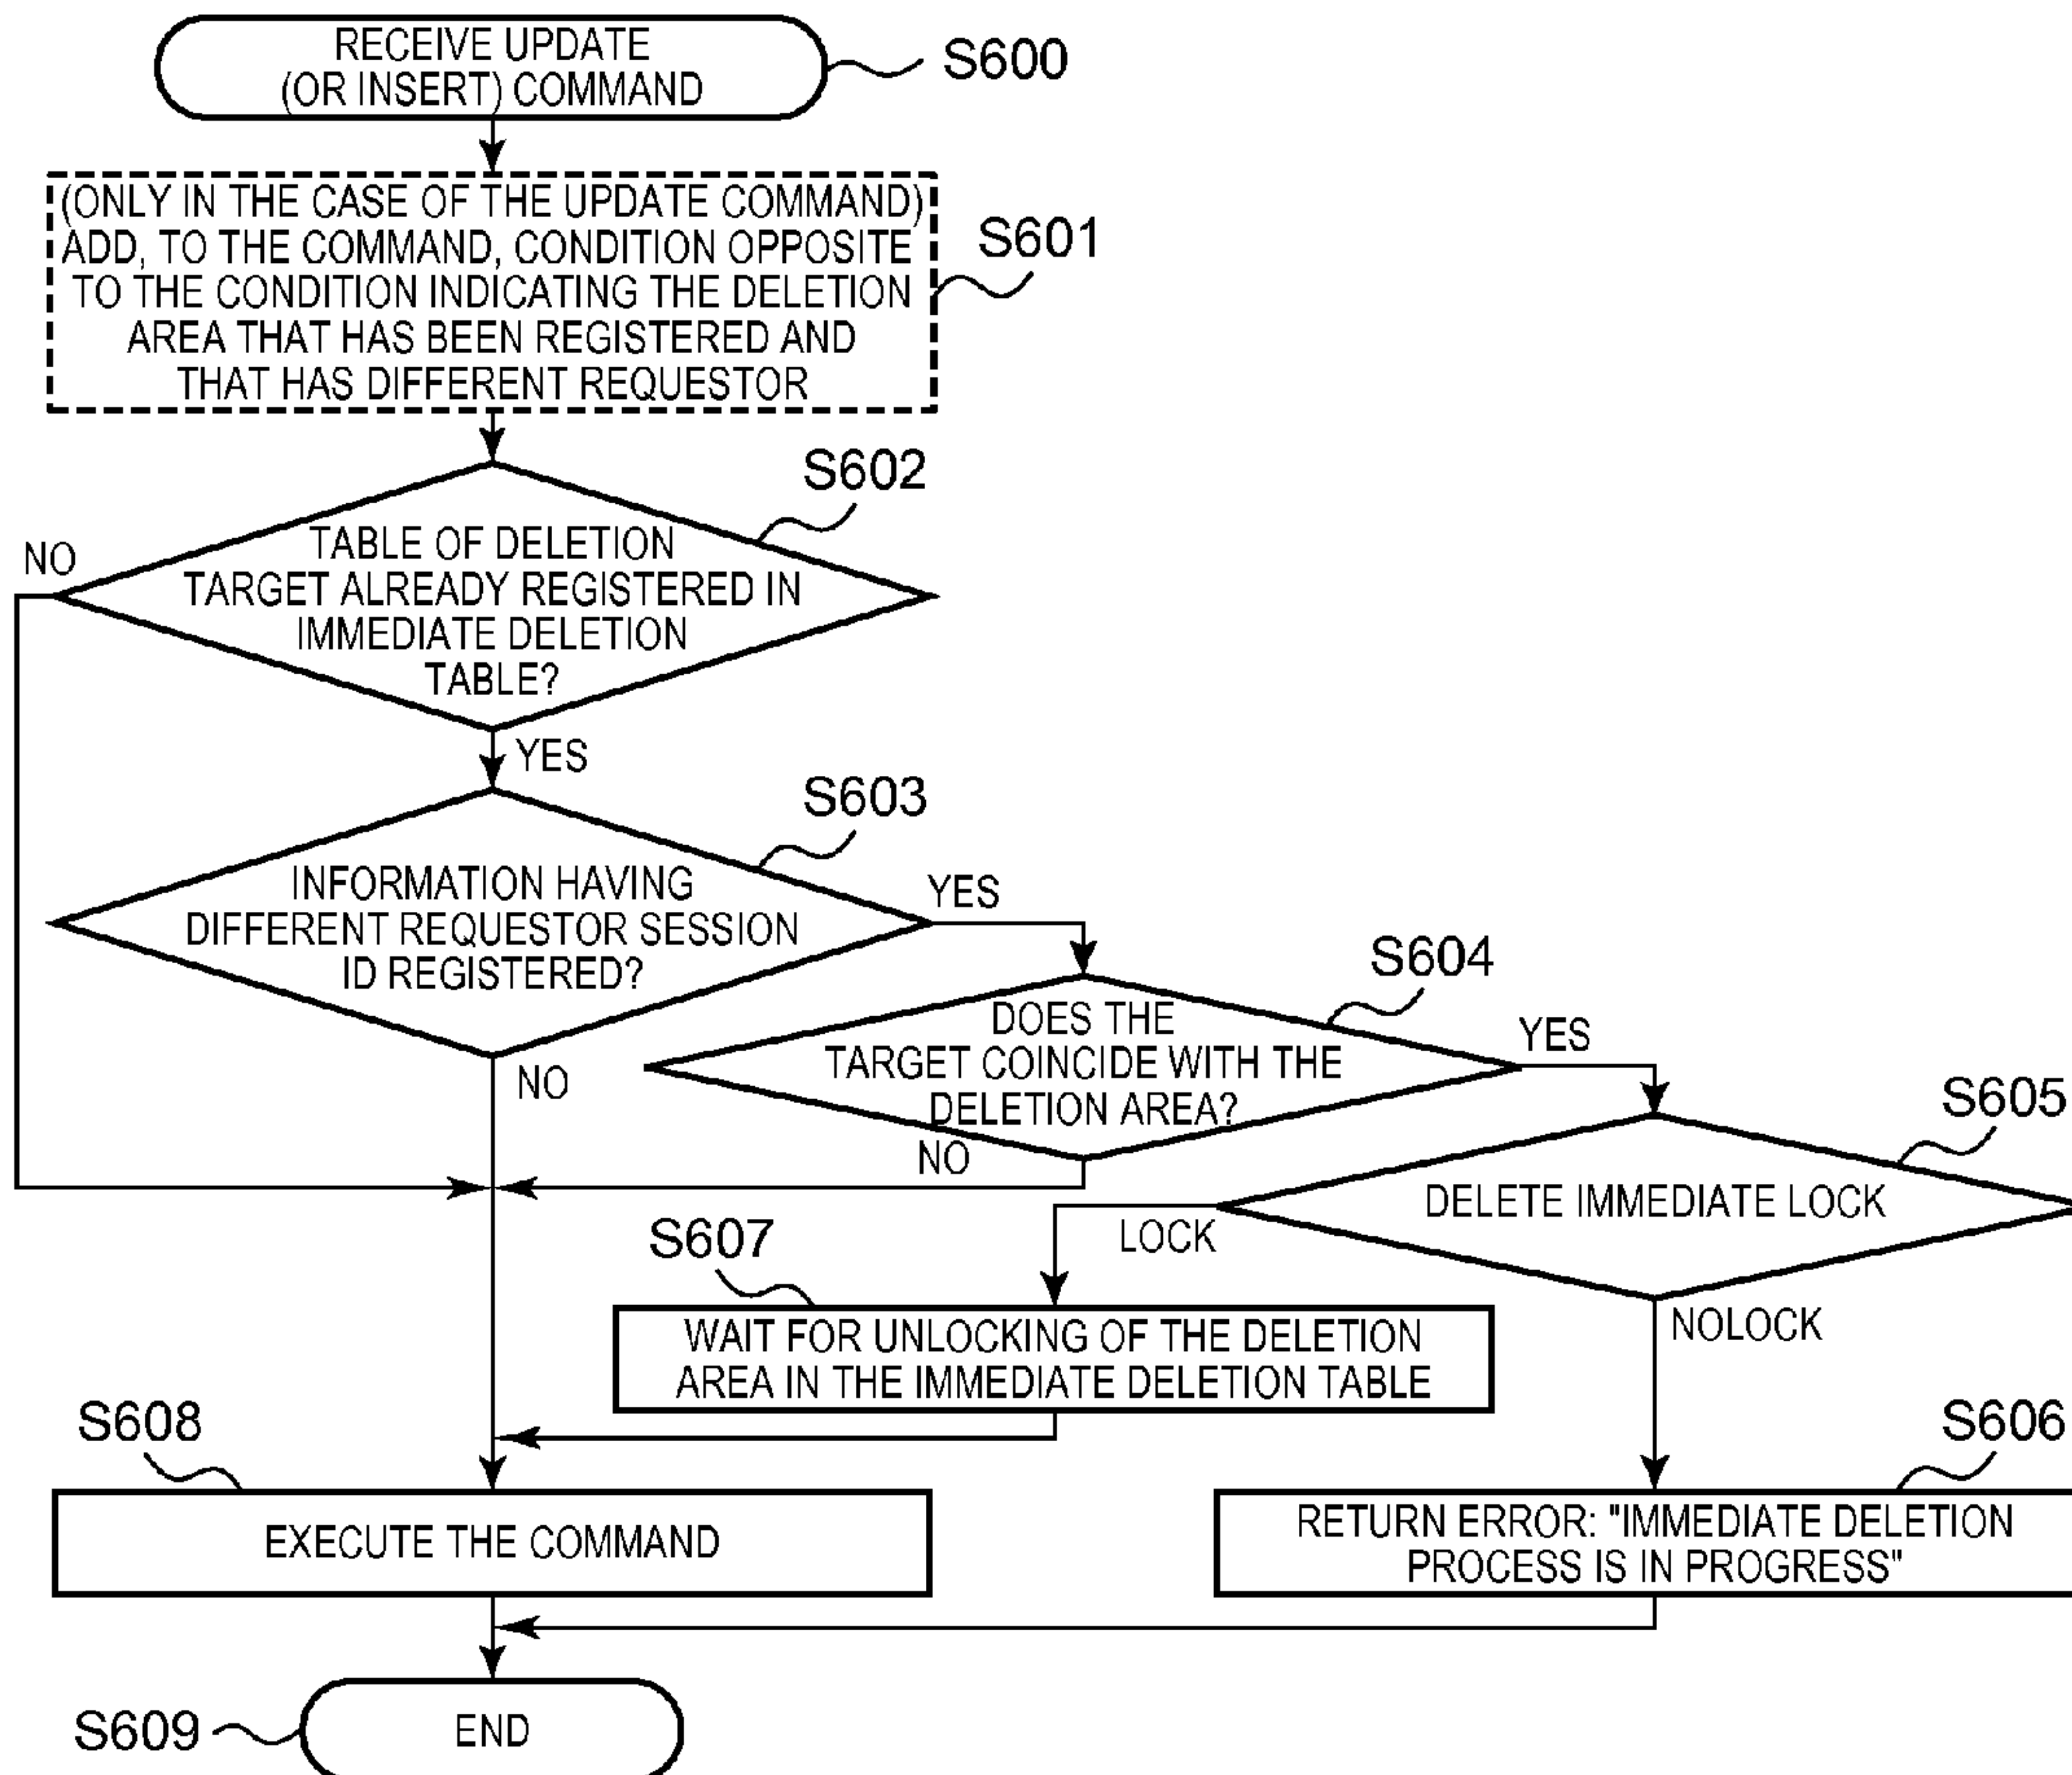 RECEIVE UPDATE
(OR INSERT) COMMAND
S600
(ONLY IN THE CASE OF THE UPDATE COMMAND)
ADD, TO THE COMMAND, CONDITION OPPOSITE
TO THE CONDITION INDICATING THE DELETION
AREA THAT HAS BEEN REGISTERED AND
THAT HAS DIFFERENT REQUESTOR
S601
S602
TABLE OF DELETION
TARGET ALREADY REGISTERED IN
IMMEDIATE DELETION
TABLE?
NO
YES
S603
INFORMATION HAVING
DIFFERENT REQUESTOR SESSION
ID REGISTERED?
YES
NO
S604
DOES THE
TARGET COINCIDE WITH THE
DELETION AREA?
YES
NO
S605
DELETE IMMEDIATE LOCK
LOCK
NOLOCK
S607
WAIT FOR UNLOCKING OF THE DELETION
AREA IN THE IMMEDIATE DELETION TABLE
S608
EXECUTE THE COMMAND
S606
RETURN ERROR: "IMMEDIATE DELETION
PROCESS IS IN PROGRESS"
S609
END